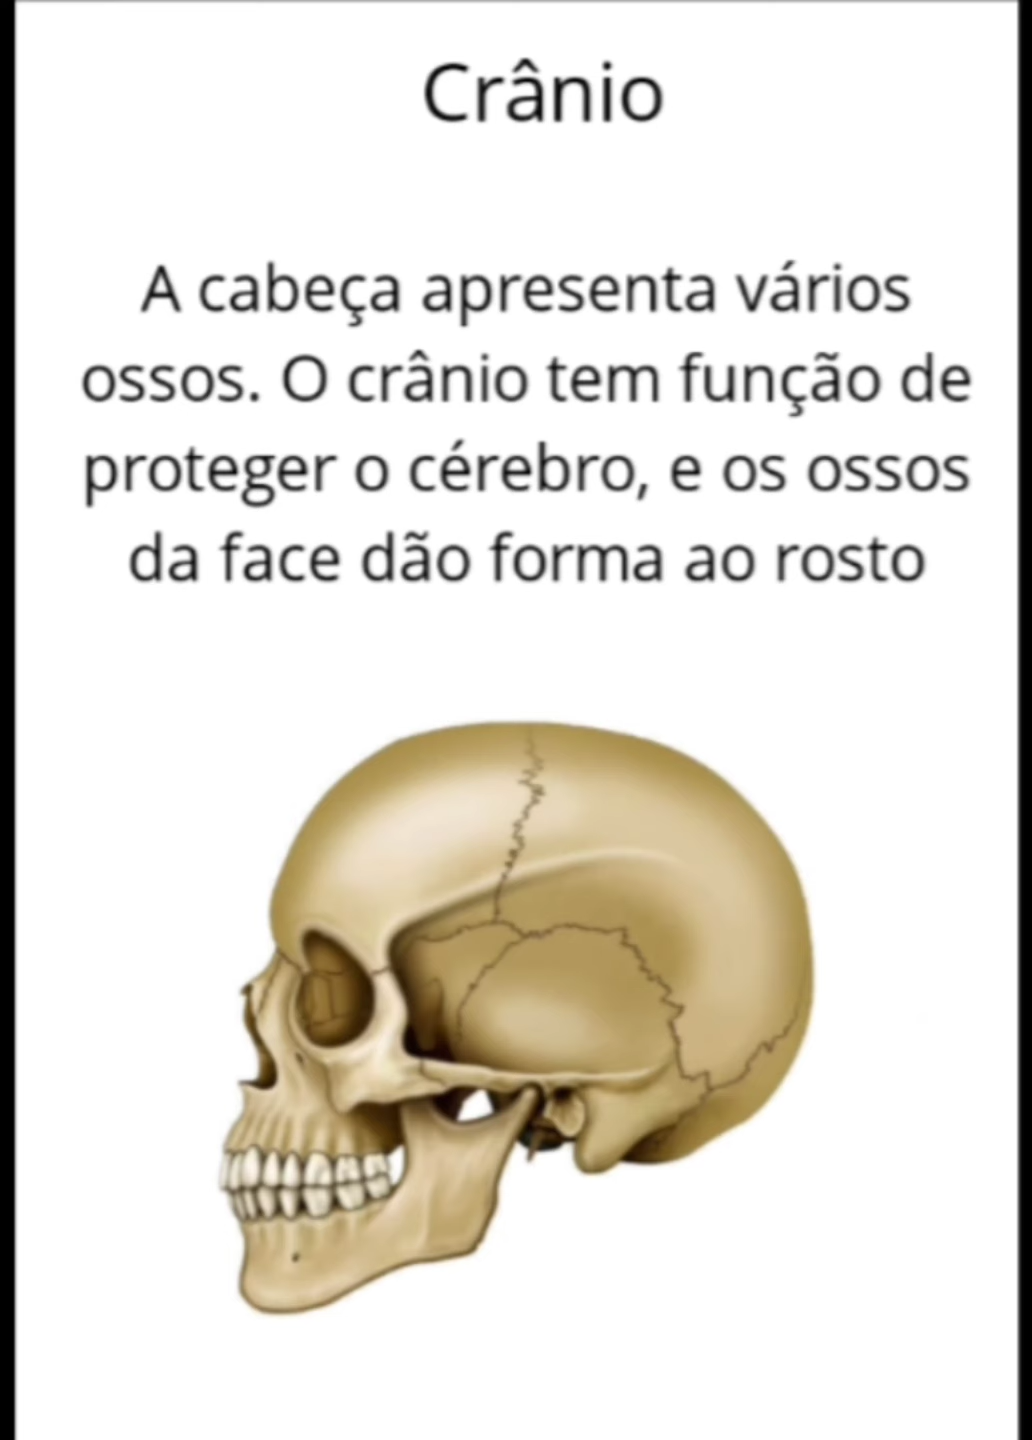 Crânio
A cabeça apresenta vários
ossos. O crânio tem função de
proteger o cérebro, e os ossos
da face dão forma ao rosto